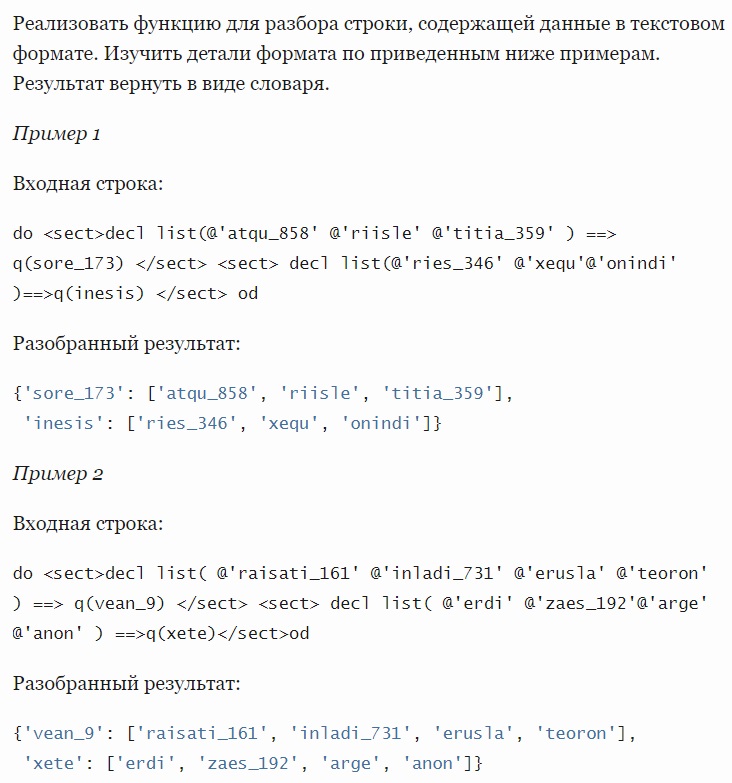 Реализовать функцию для разбора строки, содержащей данные в текстовом
формате. Изучить детали формата по приведенным ниже примерам.
Результат вернуть в виде словаря.
Пример 1
Входная строка:
do <sect>decl list(@'atqu_858' @'riisle' @'titia_359' ) ==>
q(sore_173) </sect> <sect> decl list(@'ries_346' @'xequ'@'onindi'
)==>q(inesis) </sect> od
Разобранный результат:
{'sore_173': ['atqu_858', 'riisle', 'titia_359'],
 'inesis': ['ries_346', 'xequ', 'onindi']}
Пример 2
Входная строка:
do <sect>decl list( @'raisati_161' @'inladi_731' @'erusla' @'teoron'
) ==> q(vean_9) </sect> <sect> decl list( @'erdi' @'zaes_192'@'arge'
@'anon' ) ==>q(xete)</sect>od
Разобранный результат:
{'vean_9': ['raisati_161', 'inladi_731', 'erusla', 'teoron'],
 'xete': ['erdi', 'zaes_192', 'arge', 'anon']}